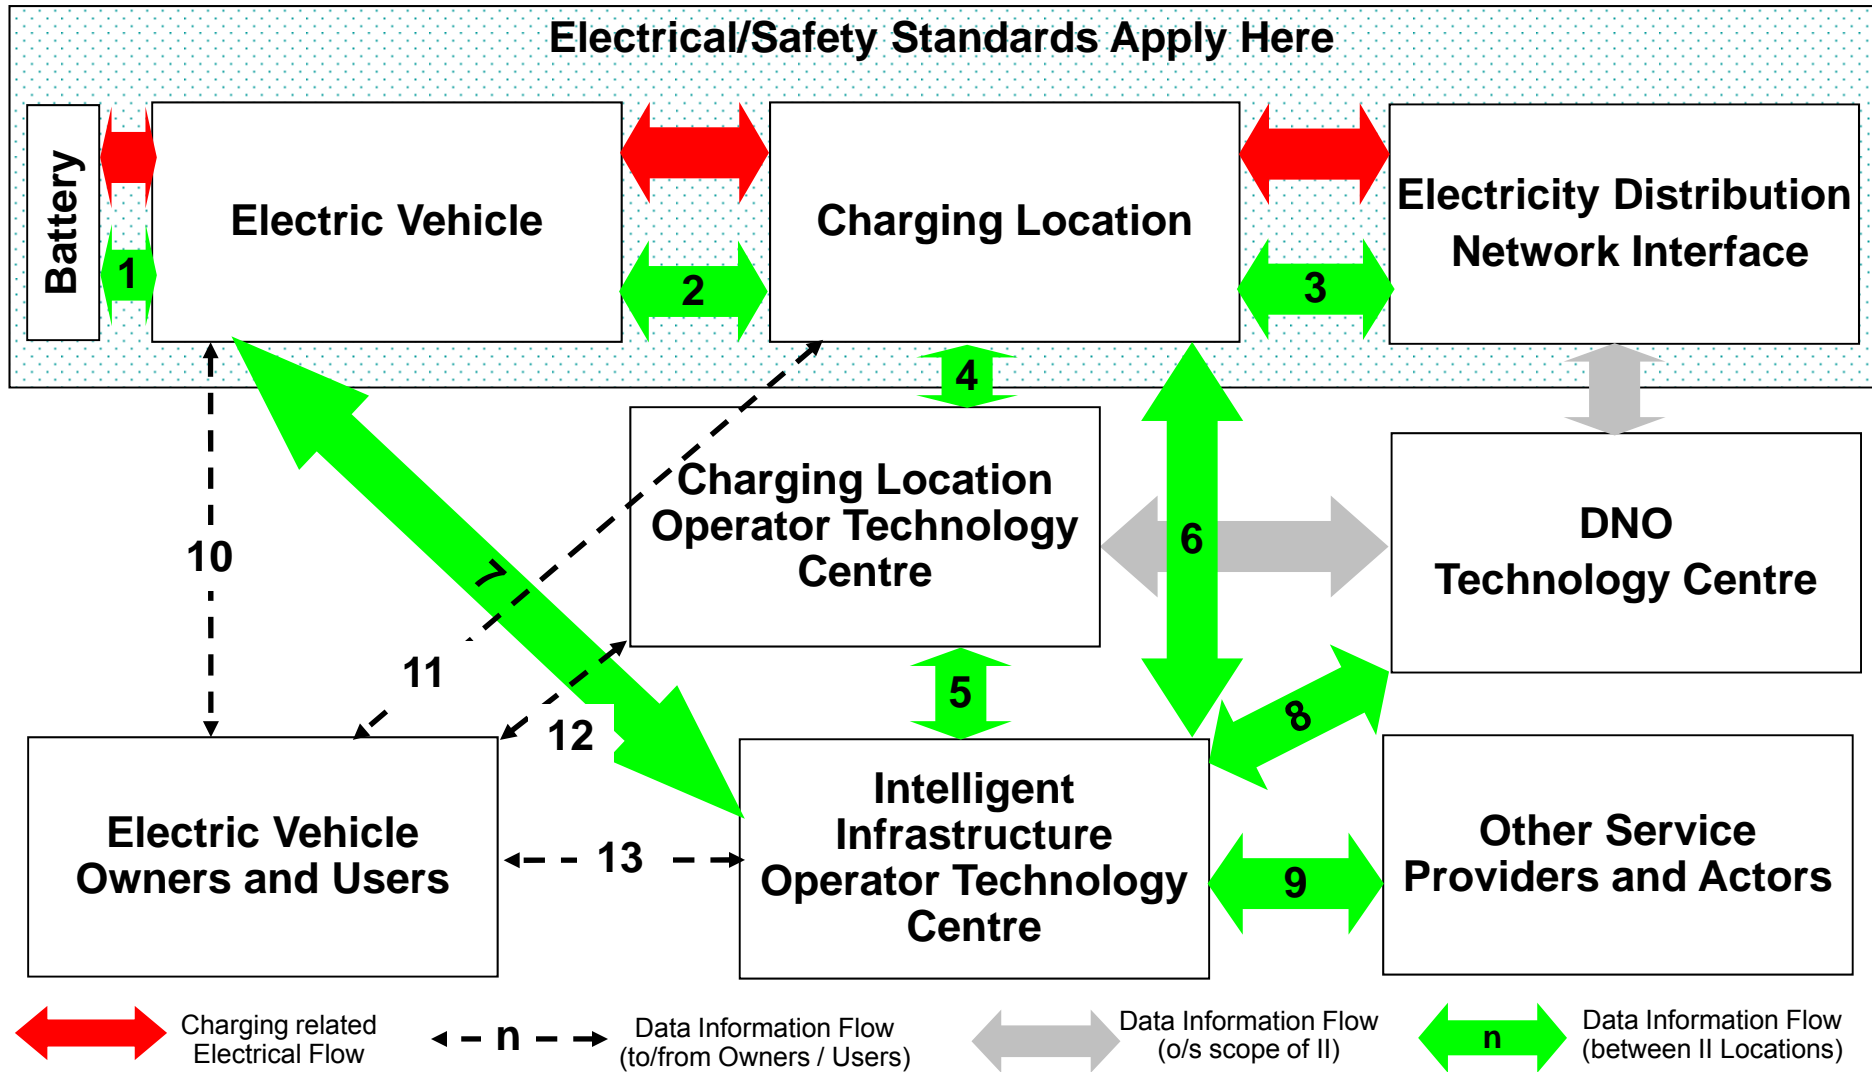 Electrical/Safety Standards Apply Here
Battery
1
Electric Vehicle
2
Charging Location
3
Electricity Distribution
Network Interface
4
Charging Location
Operator Technology
Centre
6
DNO
Technology Centre
10
7
11
12
5
8
Electric Vehicle
Owners and Users
13
Intelligent
Infrastructure
Operator Technology
Centre
9
Other Service
Providers and Actors
Charging related
Electrical Flow
n
Data Information Flow
(to/from Owners / Users)
Data Information Flow
(o/s scope of II)
n
Data Information Flow
(between II Locations)